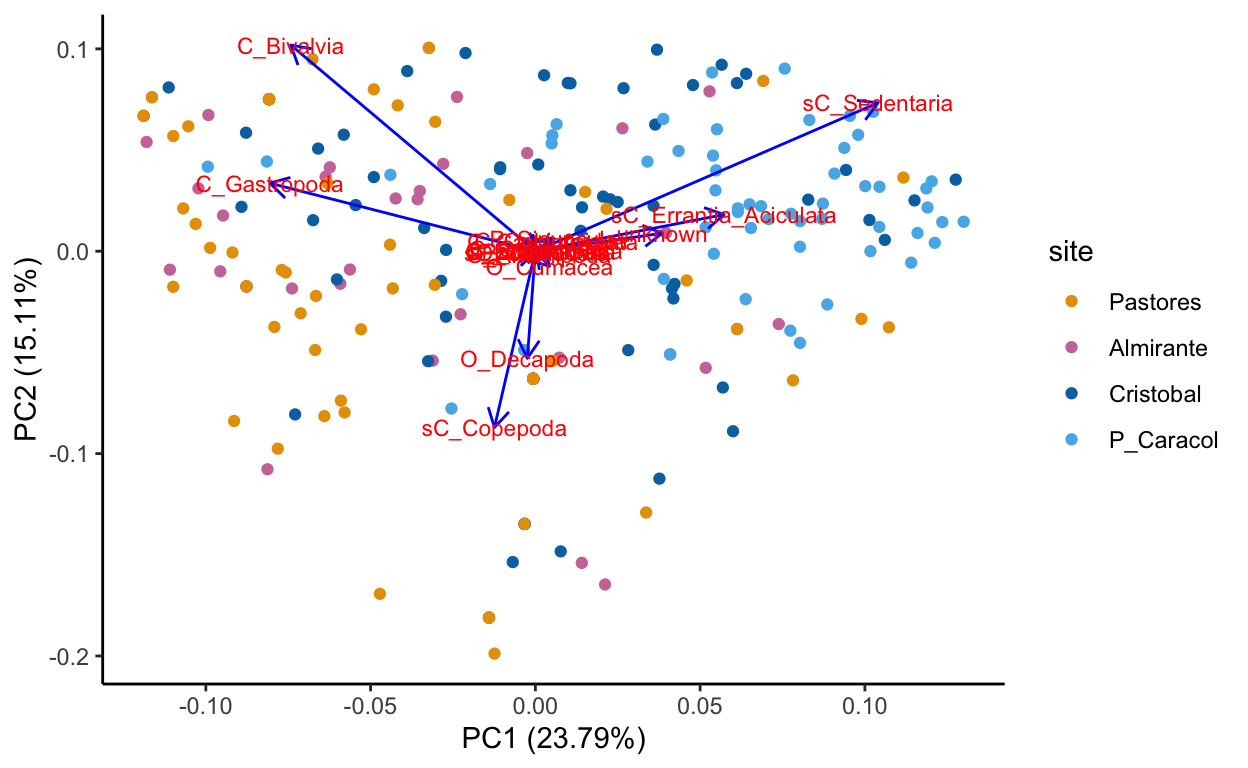 0.1
0.0
-0.1
-0.2
PC2 (15.11%)
C_Bivalvia
sC_Sedentaria
C_Gastropoda
sC_Errantia_Aciculata
O_Cumacea
O_Decapoda
sC_Copepoda
-0.10 -0.05 0.00 0.05 0.10
PC1 (23.79%)
site
Pastores
Almirante
Cristobal
P_Caracol